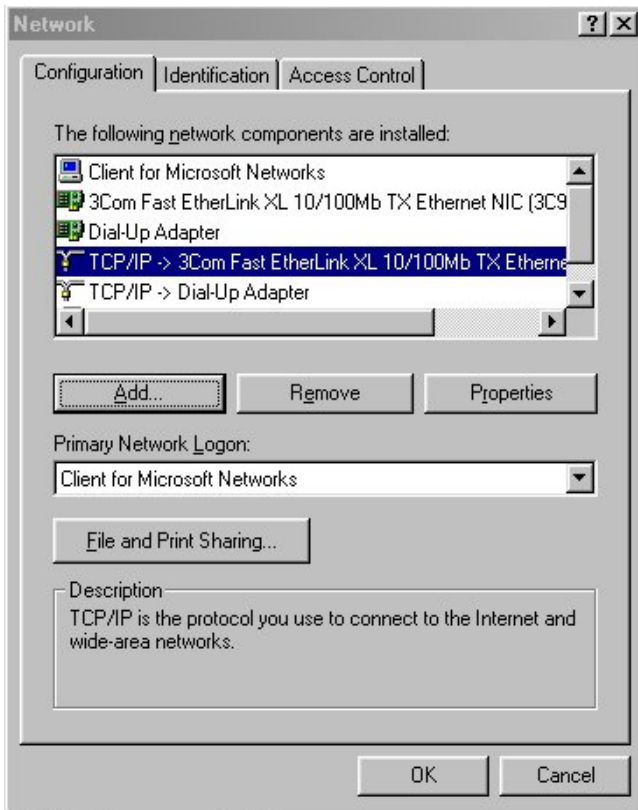 Network
Configuration Identification Access Control
The following network components are installed:
Client for Microsoft Networks
3Com Fast EtherLink XL 10/100Mb TX Ethernet NIC (3C9
Dial-Up Adapter
TCP/IP -> 3Com Fast EtherLink XL 10/100Mb TX Etherne
TCP/IP -> Dial-Up Adapter
Add... Remove Properties
Primary Network Logon:
Client for Microsoft Networks
File and Print Sharing...
Description
TCP/IP is the protocol you use to connect to the Internet and
wide-area networks.
OK Cancel